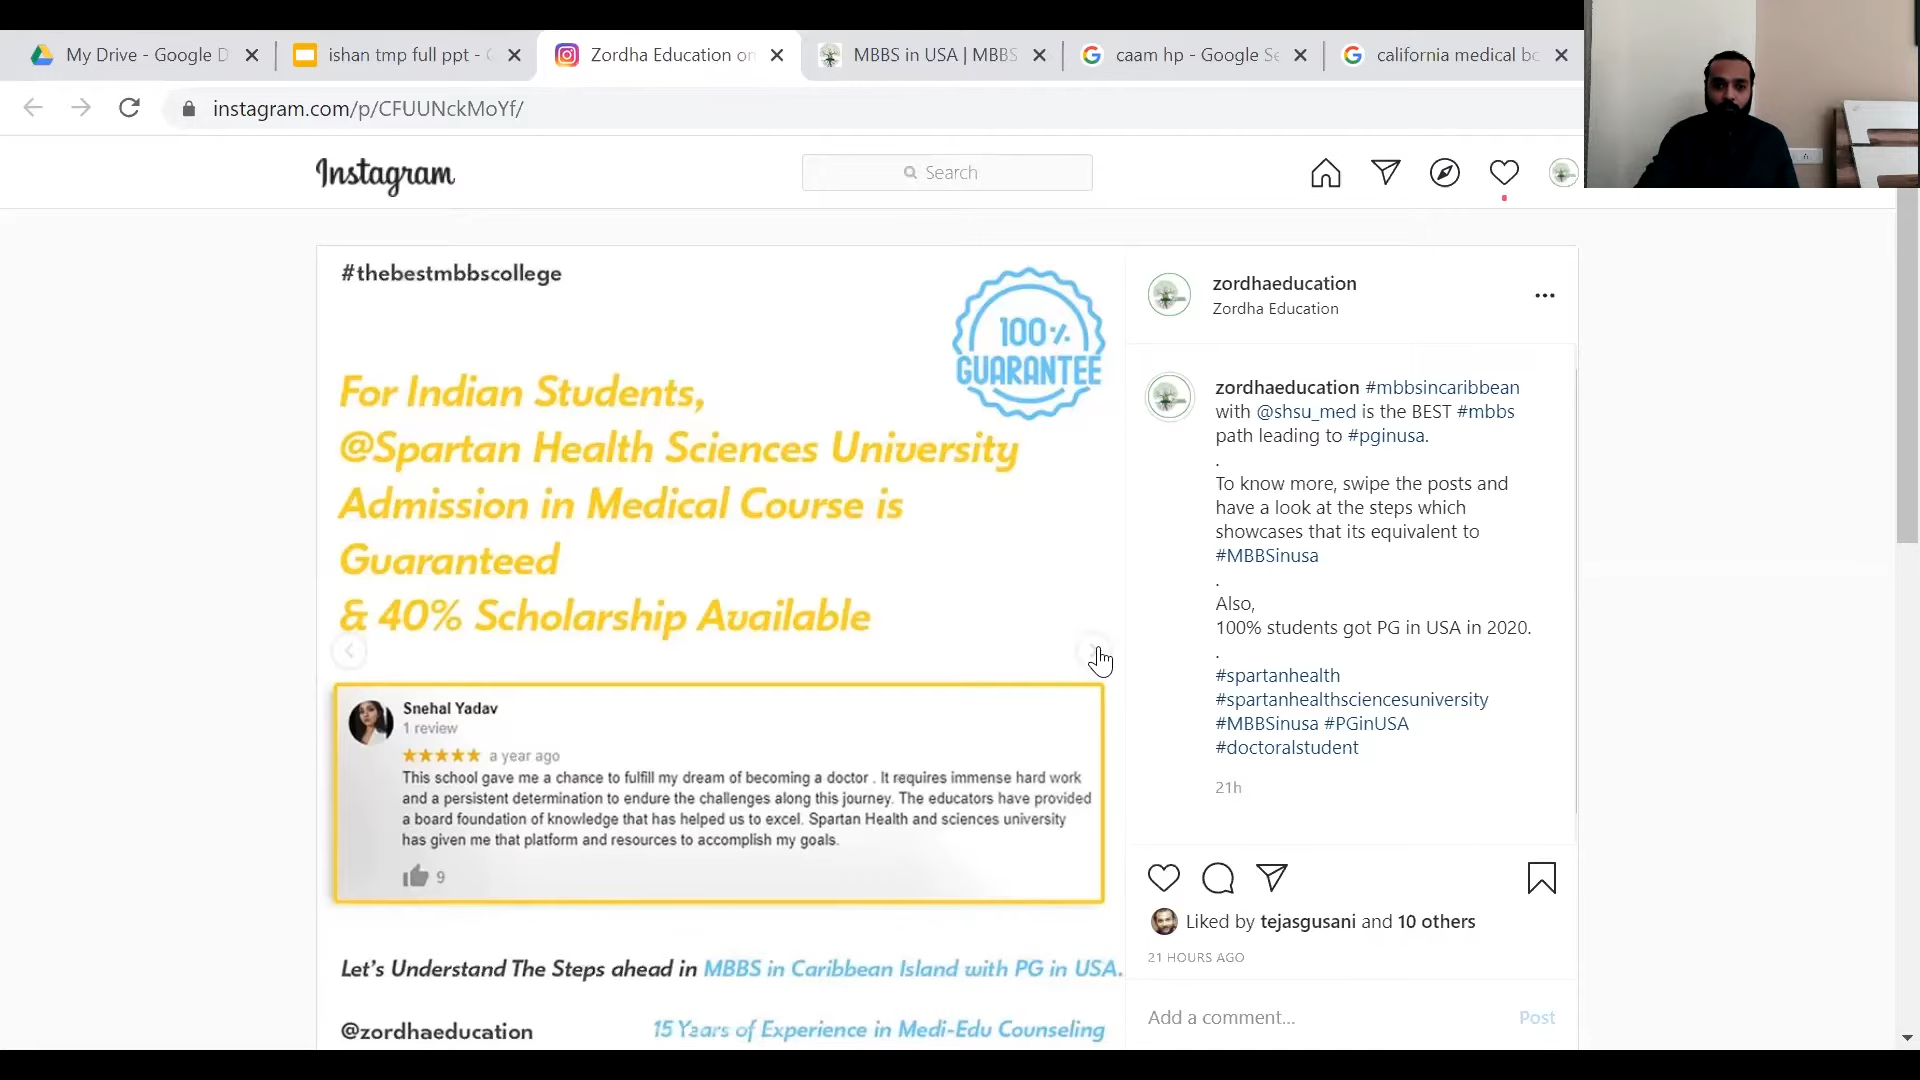 My Drive - Google D
ishan tmp full ppt - G
Zordha Education on
MBBS in USA | MBBS
caam hp - Google Se
california medical bo
instagram.com/p/CFUUNckMoYf/
Instagram
Search
#thebestmbbscollege
100%
GUARANTEE
For Indian Students,
@Spartan Health Sciences University
Admission in Medical Course is
Guaranteed
& 40% Scholarship Available
Snehal Yadav
1 review
a year ago
This school gave me a chance to fulfill my dream of becoming a doctor . It requires immense hard work
and a persistent determination to endure the challenges along this journey. The educators have provided
a board foundation of knowledge that has helped us to excel. Spartan Health and sciences university
has given me that platform and resources to accomplish my goals.
9
Let's Understand The Steps ahead in MBBS in Caribbean Island with PG in USA.
@zordhaeducation
15 Years of Experience in Medi-Edu Counseling
zordhaeducation
Zordha Education
zordhaeducation #mbbsincaribbean
with @shsu_med is the BEST #mbbs
path leading to #pginusa.
.
To know more, swipe the posts and
have a look at the steps which
showcases that its equivalent to
#MBBSinusa
.
Also,
100% students got PG in USA in 2020.
.
#spartanhealth
#spartanhealthsciencesuniversity
#MBBSinusa #PGinUSA
#doctoralstudent
21h
Liked by tejasgusani and 10 others
21 HOURS AGO
Add a comment...
Post